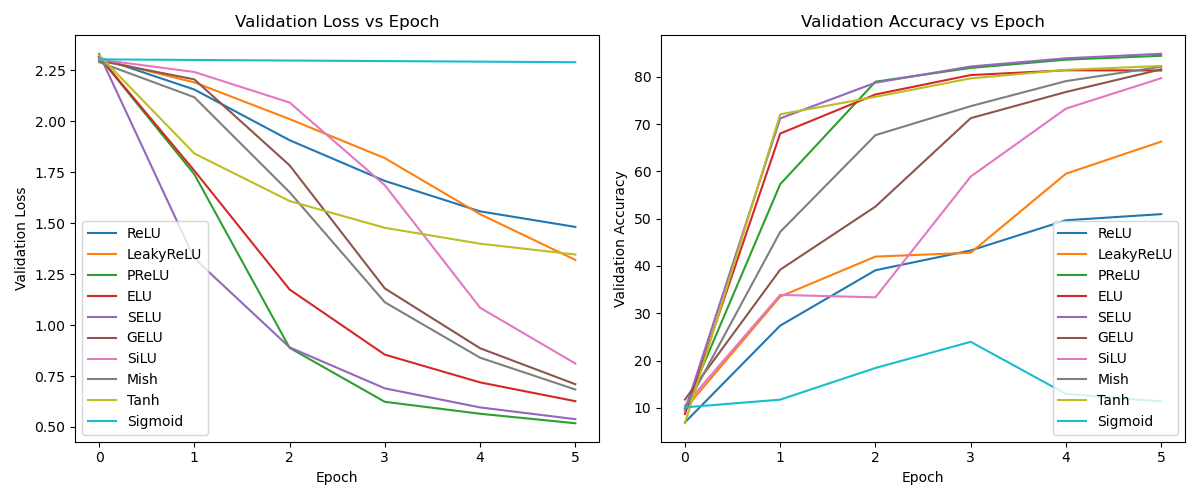 Validation Loss vs Epoch
Validation Loss
2.25
2.00
1.75
1.50
1.25
1.00
0.75
0.50
ReLU
LeakyReLU
PReLU
ELU
SELU
GELU
SiLU
Mish
Tanh
Sigmoid
0 1 2 3 4 5
Epoch
Validation Accuracy vs Epoch
Validation Accuracy
80
70
60
50
40
30
20
10
ReLU
LeakyReLU
PReLU
ELU
SELU
GELU
SiLU
Mish
Tanh
Sigmoid
0 1 2 3 4 5
Epoch